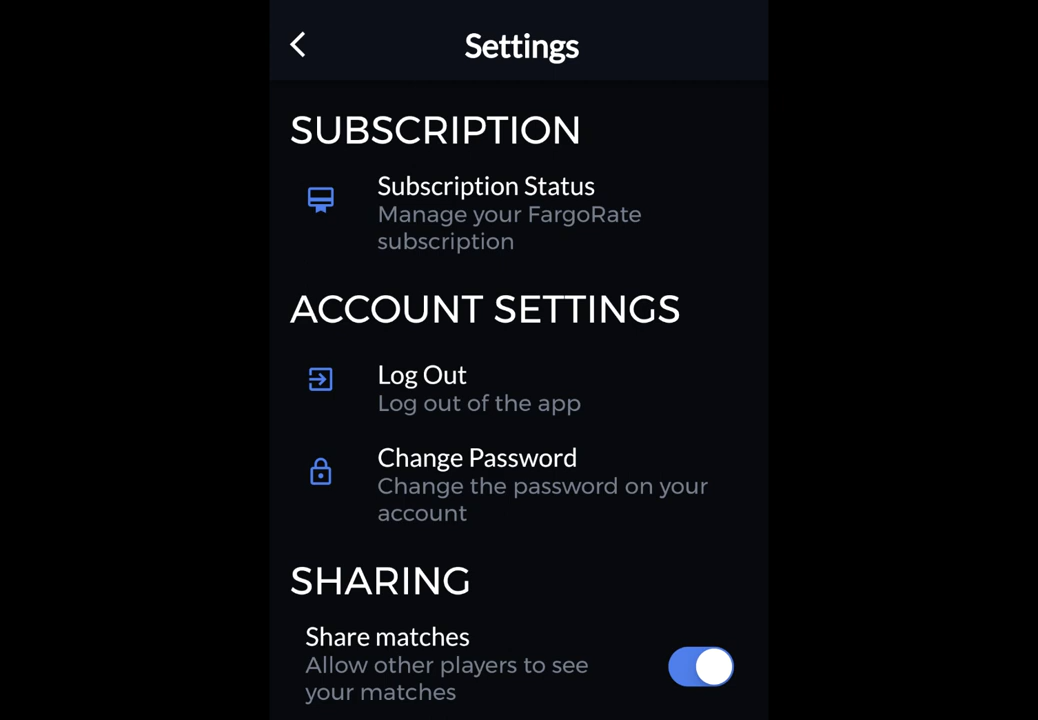 Settings
SUBSCRIPTION
Subscription Status
Manage your FargoRate
subscription
ACCOUNT SETTINGS
Log Out
Log out of the app
Change Password
Change the password on your
account
SHARING
Share matches
Allow other players to see
your matches